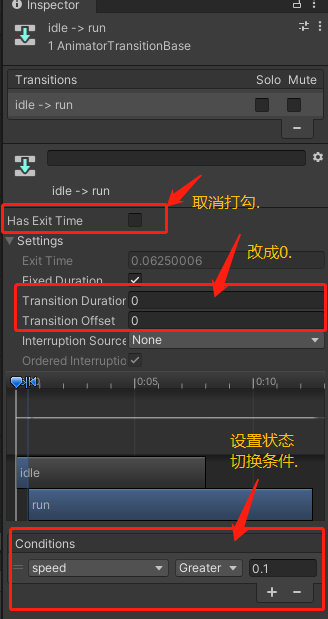 Inspector
idle -> run
1 AnimatorTransitionBase
Transitions Solo Mute
idle -> run
idle -> run
取消打勾.
Has Exit Time
Settings
改成0.
Exit Time 0.06250006
Fixed Duration
Transition Duration 0
Transition Offset 0
Interruption Source None
Ordered Interruptio
0:05 0:10
设置状态
切换条件.
idle
run
Conditions
speed Greater 0.1